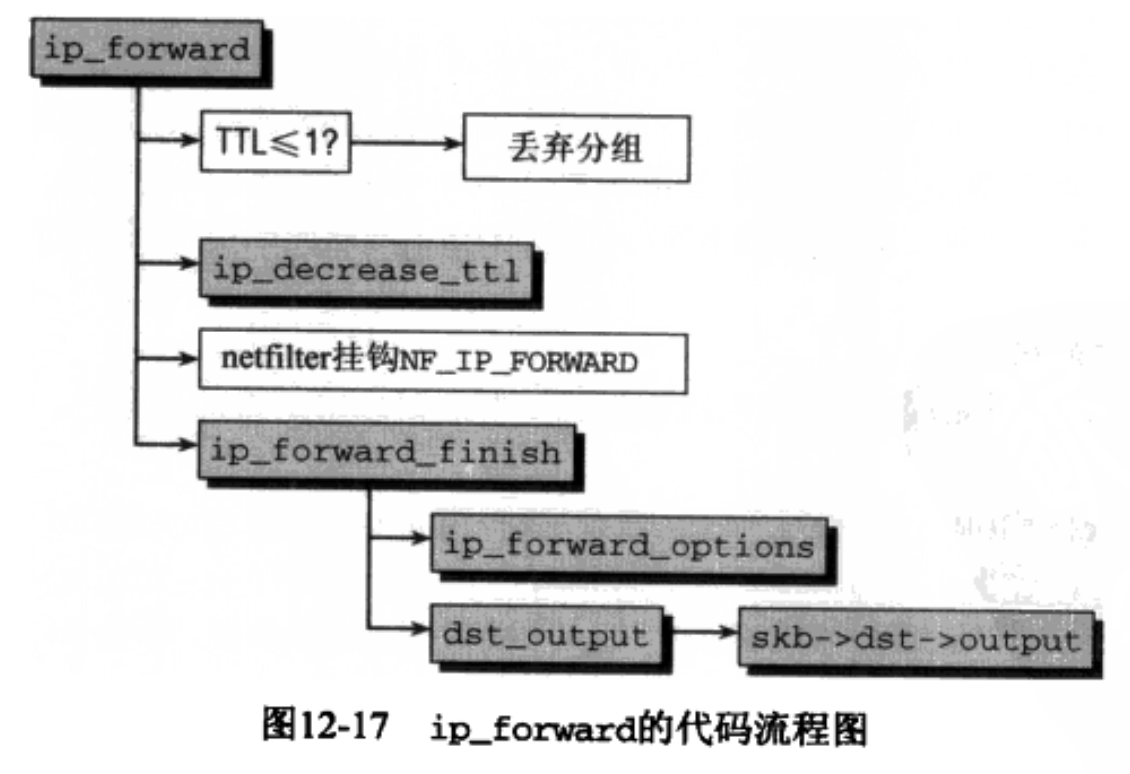 ip_forward
TTL≤1?
丢弃分组
ip_decrease_ttl
netfilter挂钩NF_IP_FORWARD
ip_forward_finish
ip_forward_options
dst_output
skb->dst->output
图12-17 ip_forward的代码流程图